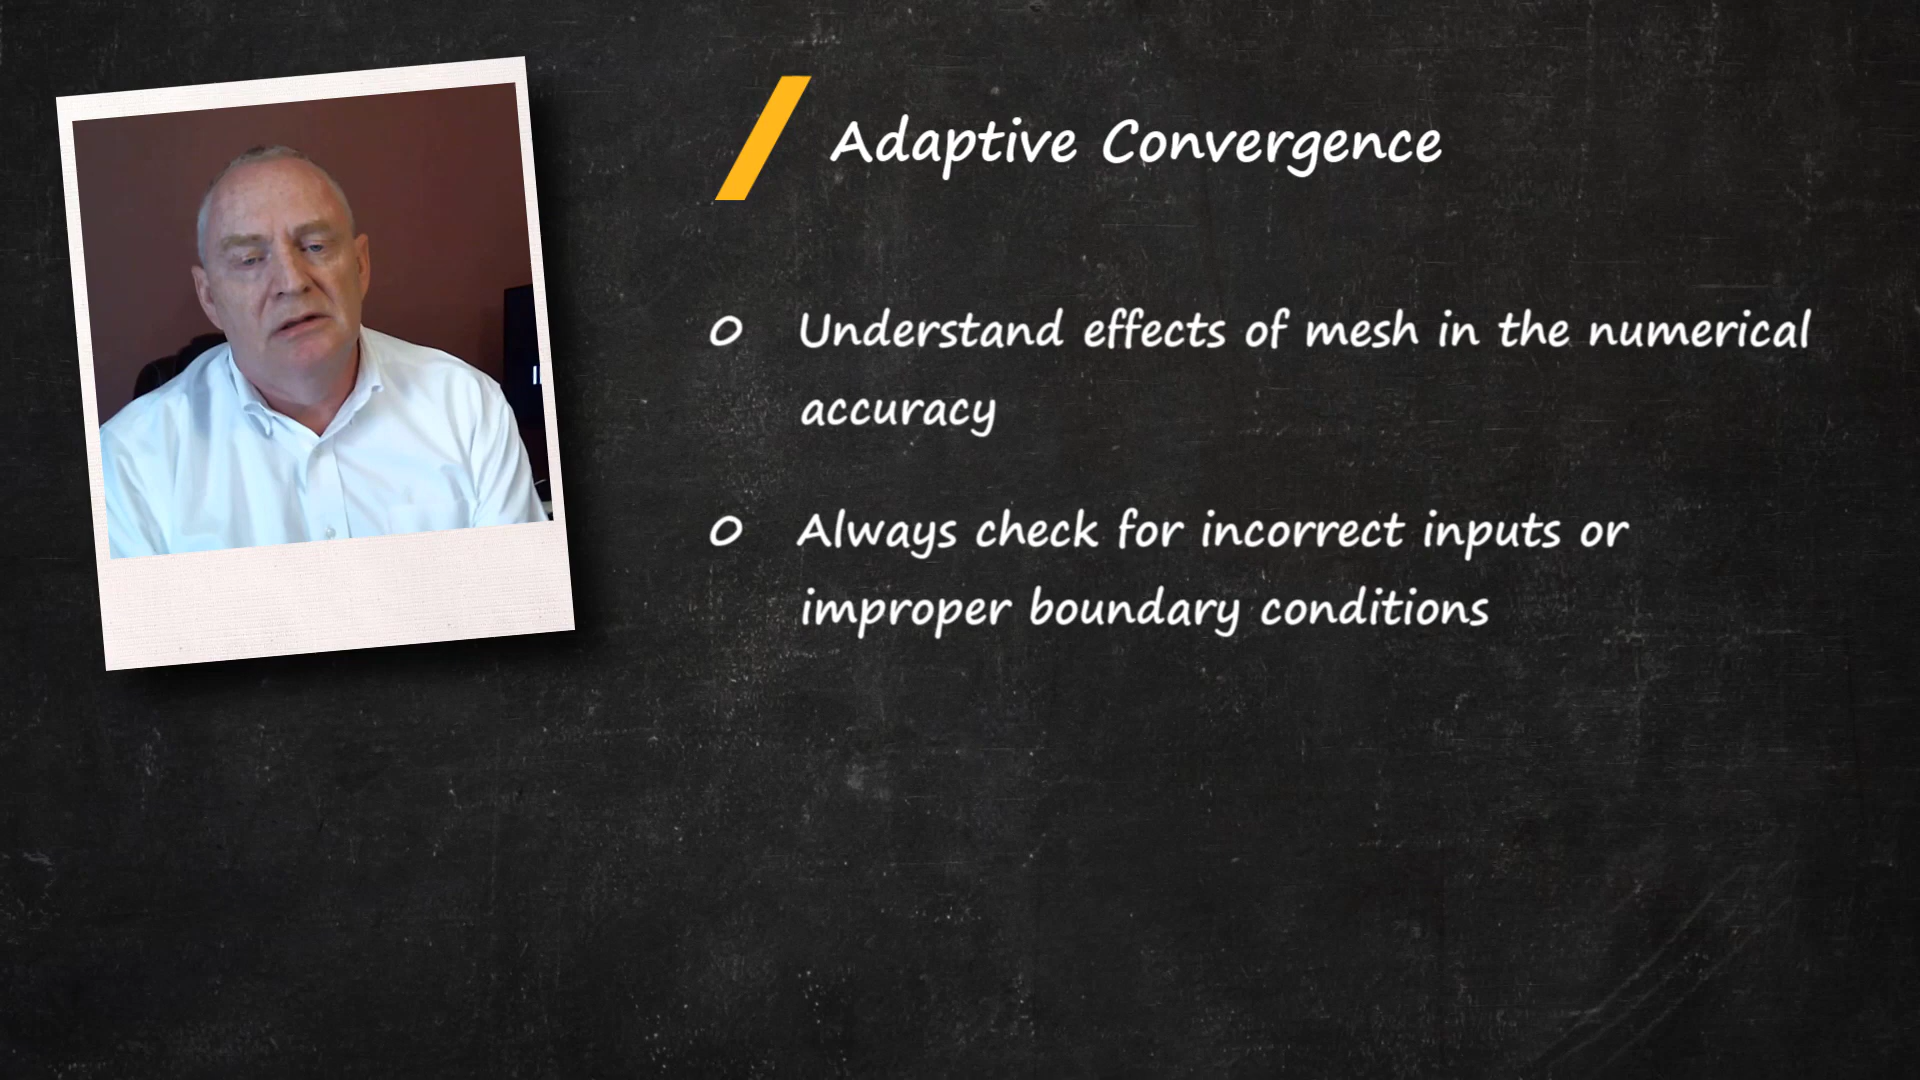 Adaptive Convergence
o Understand effects of mesh in the numerical
accuracy
o Always check for incorrect inputs or
improper boundary conditions